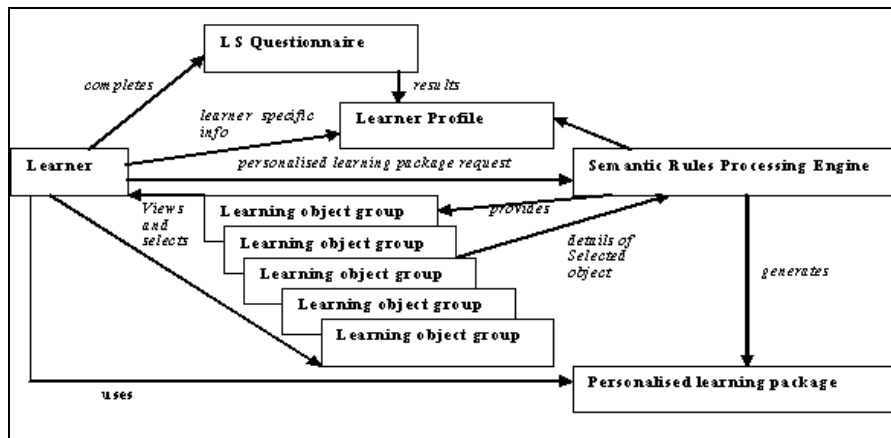 LS Questionnaire
completes
results
learner specific
info
Learner Profile
Learner
personalised learning package request
Semantic Rules Processing Engine
Views
and
selects
Learning object group
provides
Learning object group
details of
Selected
object
Learning object group
generates
Learning object group
Learning object group
Personalised learning package
uses